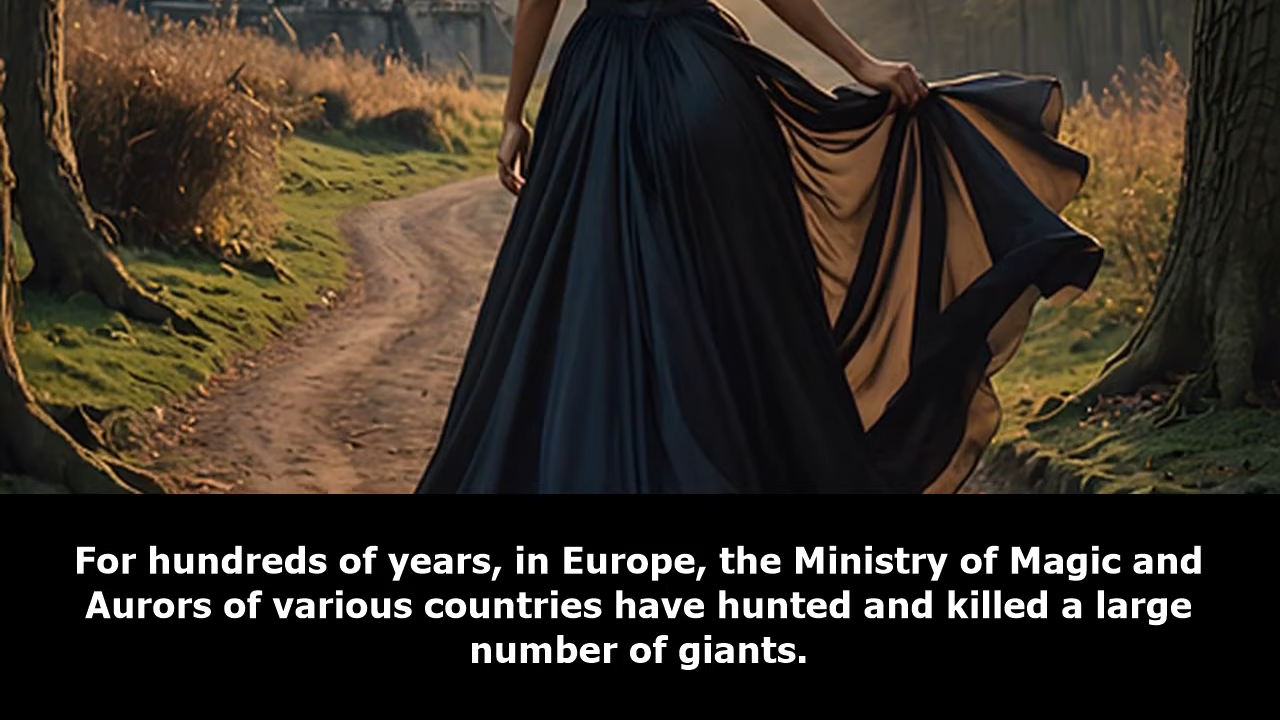 For hundreds of years, in Europe, the Ministry of Magic and
Aurors of various countries have hunted and killed a large
number of giants.